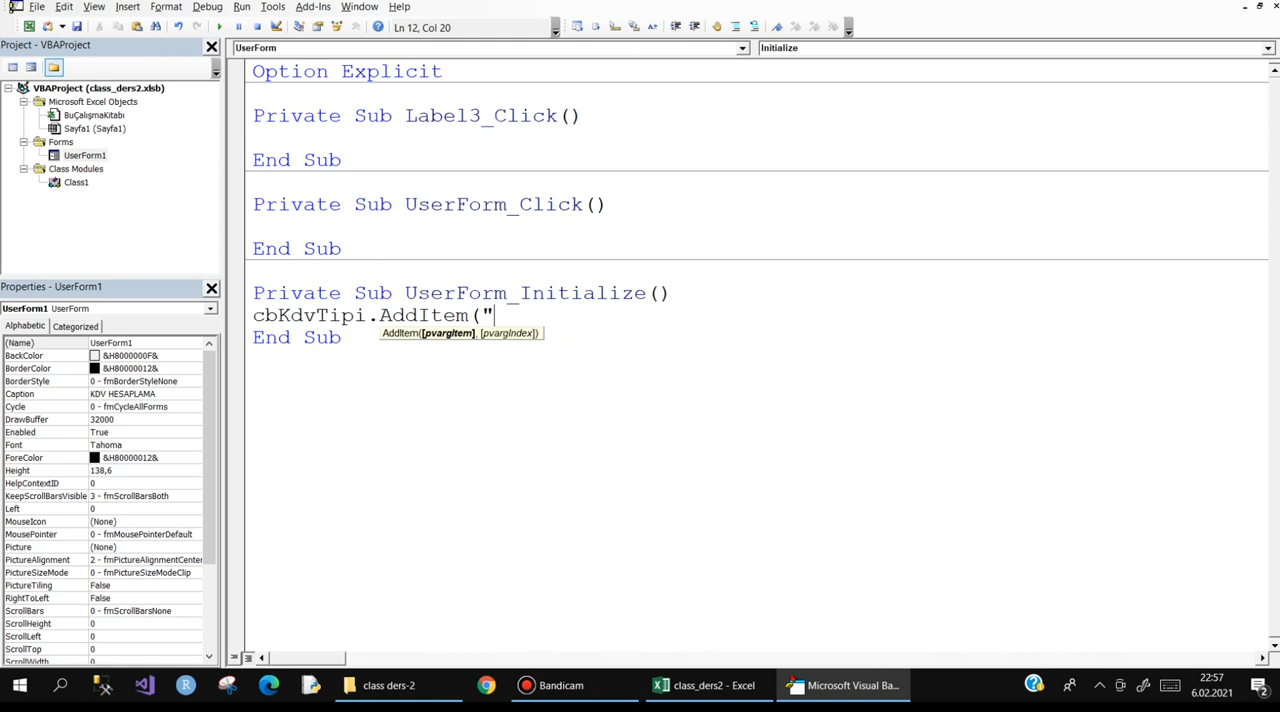 File Edit View Insert Format Debug Run Tools Add-Ins Window Help
Ln 12, Col 20
Project - VBAProject
UserForm
Initialize
VBAProject (class_ders2.xlsb)
Microsoft Excel Objects
BuÇalışmaKitabı
Sayfa1 (Sayfa1)
Forms
UserForm1
Class Modules
Class1
Option Explicit
Private Sub Label3_Click()
End Sub
Private Sub UserForm_Click()
End Sub
Private Sub UserForm_Initialize()
cbKdvTipi.AddItem("
AddItem([pvargItem], [pvargIndex])
End Sub
Properties - UserForm1
UserForm1 UserForm
Alphabetic Categorized
(Name) UserForm1
BackColor &H8000000F&
BorderColor &H80000012&
BorderStyle 0 - fmBorderStyleNone
Caption KDV HESAPLAMA
Cycle 0 - fmCycleAllForms
DrawBuffer 32000
Enabled True
Font Tahoma
ForeColor &H80000012&
Height 138,6
HelpContextID 0
KeepScrollBarsVisible 3 - fmScrollBarsBoth
Left 0
MouseIcon (None)
MousePointer 0 - fmMousePointerDefault
Picture (None)
PictureAlignment 2 - fmPictureAlignmentCenter
PictureSizeMode 0 - fmPictureSizeModeClip
PictureTiling False
RightToLeft False
ScrollBars 0 - fmScrollBarsNone
ScrollHeight 0
ScrollLeft 0
ScrollTop 0
ScrollWidth 0
class ders-2
Bandicam
class_ders2 - Excel
Microsoft Visual Ba...
22:57
6.02.2021
2